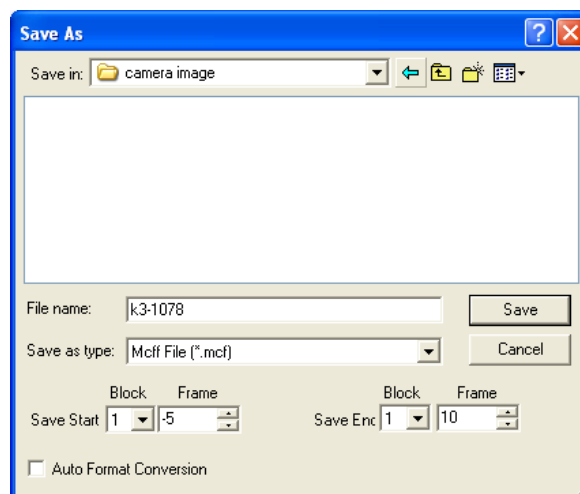 Save As
Save in: camera image
File name: k3-1078 Save
Save as type: Mcff File (*.mcf) Cancel
Block Frame Block Frame
Save Start 1 -5 Save Enc 1 10
Auto Format Conversion